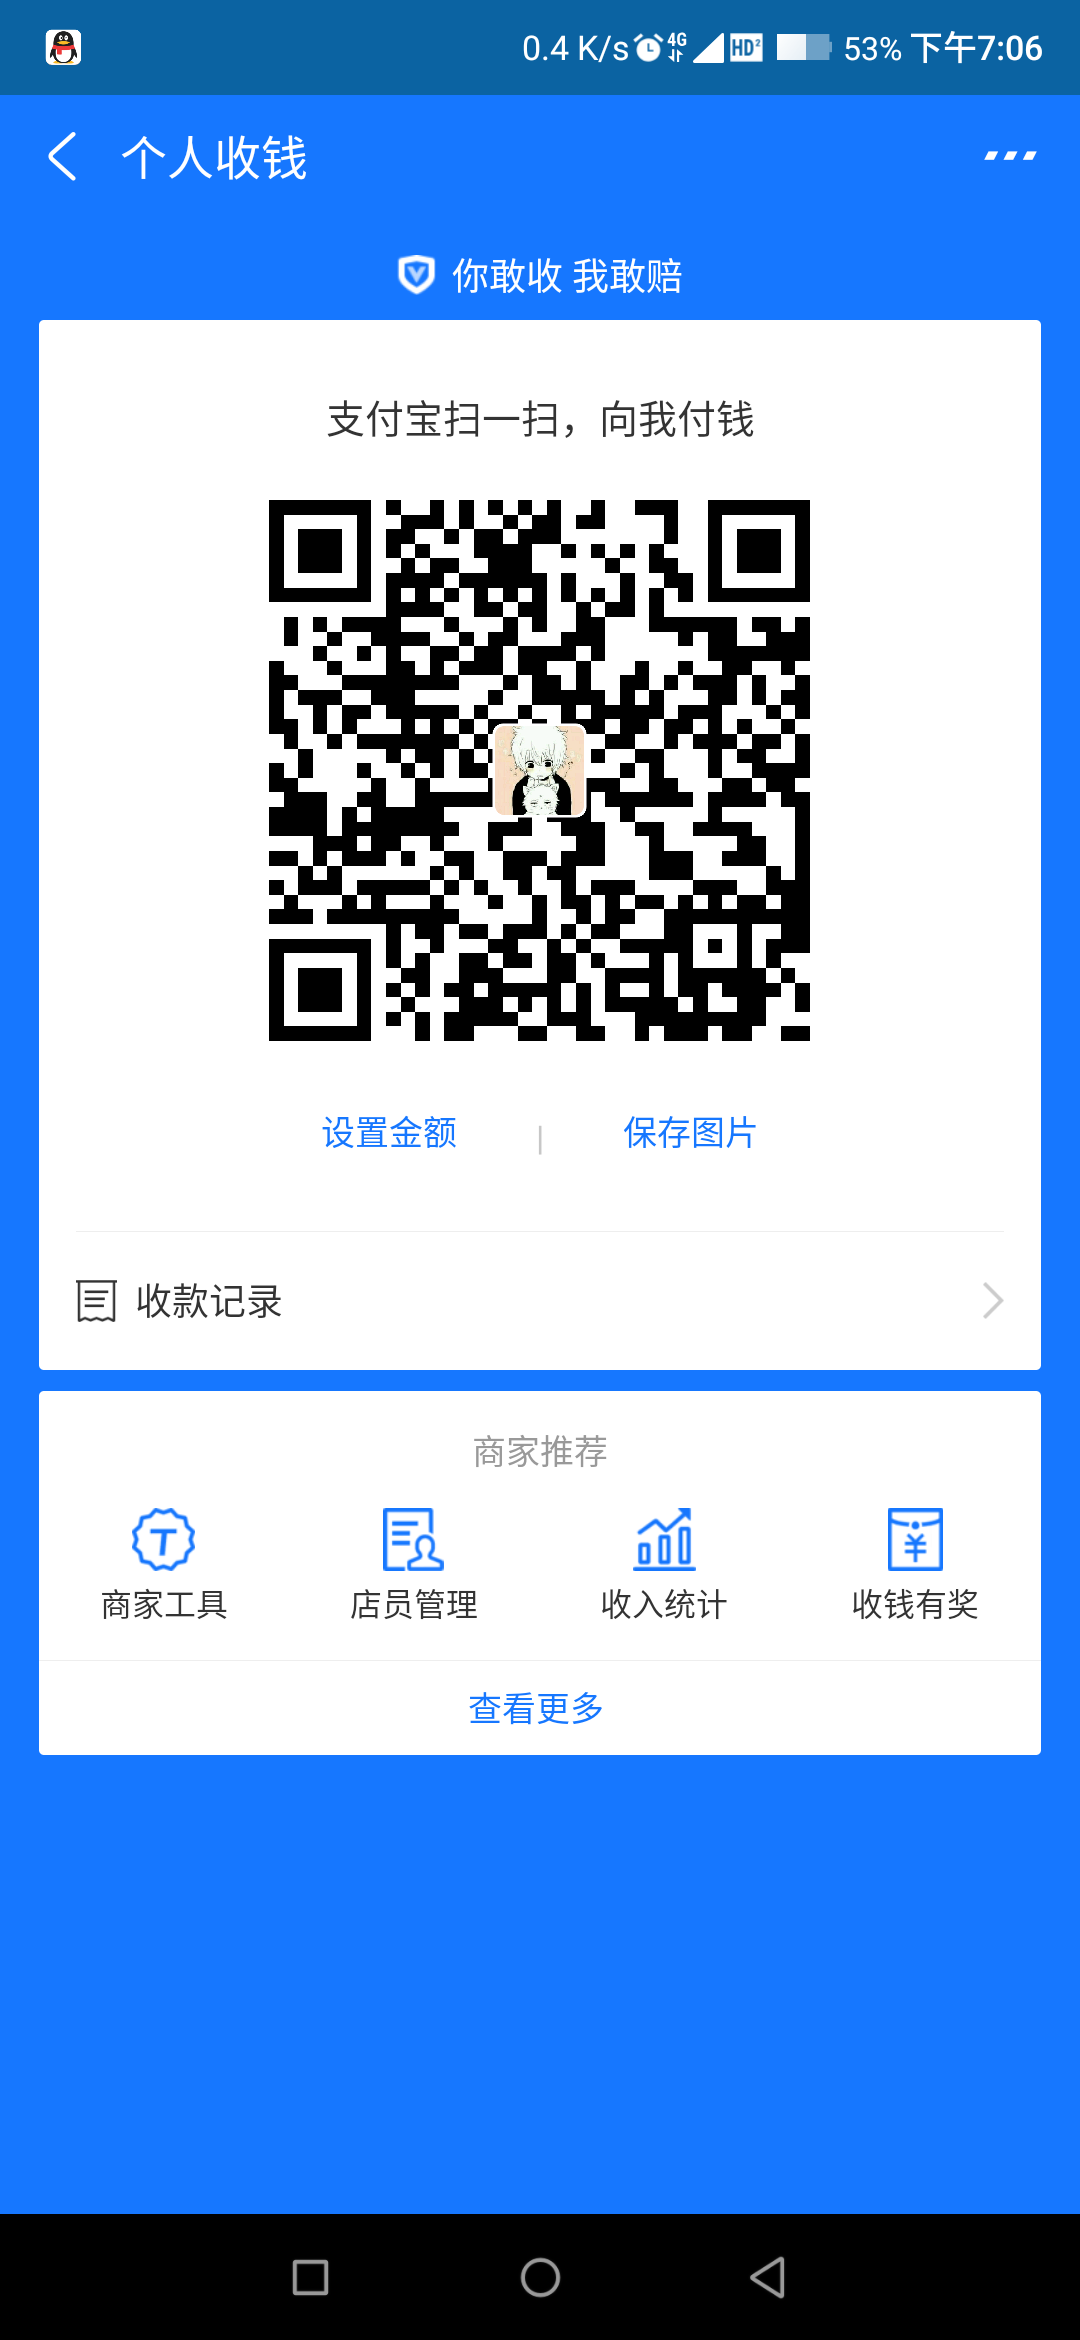 0.4 K/s 4G HD² 53% 下午7:06
个人收钱
你敢收 我敢赔
支付宝扫一扫，向我付钱
设置金额 | 保存图片
收款记录
商家推荐
商家工具 店员管理 收入统计 收钱有奖
查看更多